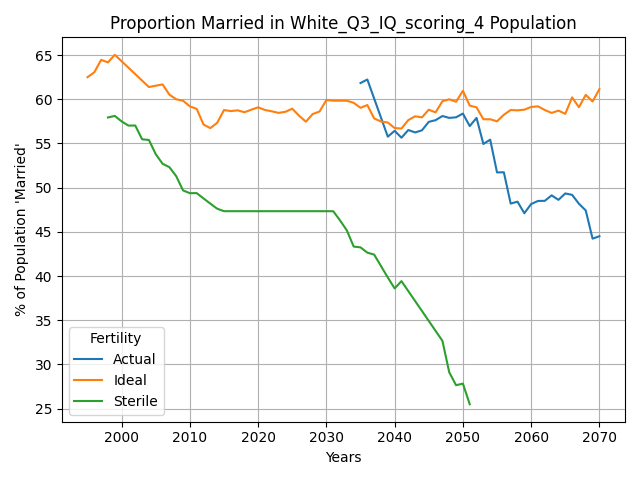 Proportion Married in White_Q3_IQ_scoring_4 Population
% of Population 'Married'
65
60
55
50
45
40
35
30
25
Fertility
Actual
Ideal
Sterile
2000 2010 2020 2030 2040 2050 2060 2070
Years